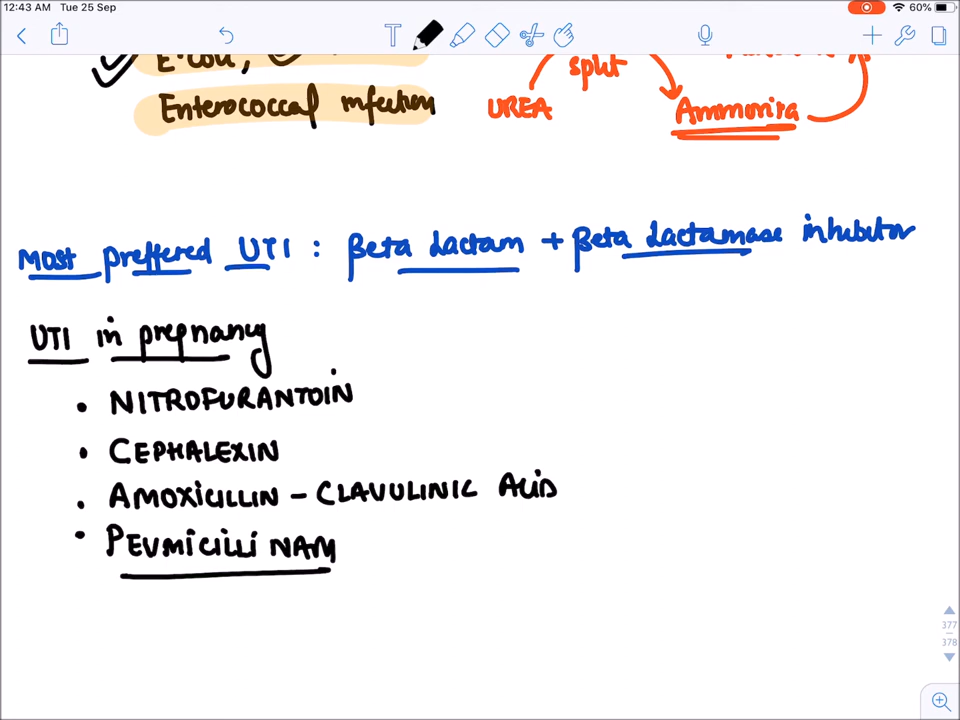 12:43 AM Tue 25 Sep
60%
T
E.coli,
split
Enterococcal infection
UREA
Ammonia
Most preffered UTI : Beta Lactam + Beta Lactamase inhibitor
UTI in pregnancy
• NITROFURANTOIN
• CEPHALEXIN
• AMOXICILLIN – CLAVULINIC ACID
• PEVMICILLINAM
377
378